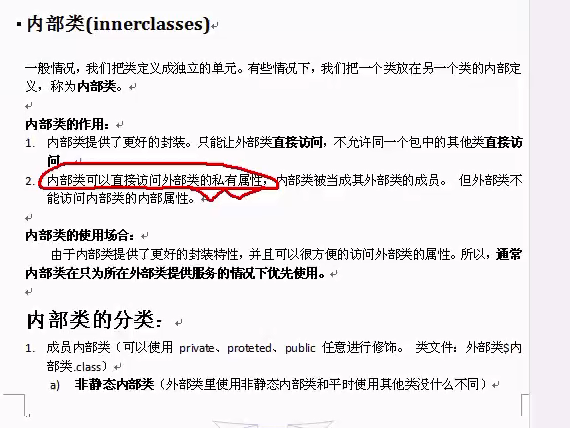 内部类(innerclasses)
一般情况，我们把类定义成独立的单元。有些情况下，我们把一个类放在另一个类的内部定
义，称为内部类。
内部类的作用：
1. 内部类提供了更好的封装。只能让外部类直接访问，不允许同一个包中的其他类直接访
问。
2. 内部类可以直接访问外部类的私有属性，内部类被当成其外部类的成员。 但外部类不
能访问内部类的内部属性。
内部类的使用场合：
由于内部类提供了更好的封装特性，并且可以很方便的访问外部类的属性。所以，通常
内部类在只为所在外部类提供服务的情况下优先使用。
内部类的分类：
1. 成员内部类（可以使用 private、proteted、public 任意进行修饰。 类文件：外部类$内
部类.class）
a) 非静态内部类（外部类里使用非静态内部类和平时使用其他类没什么不同）